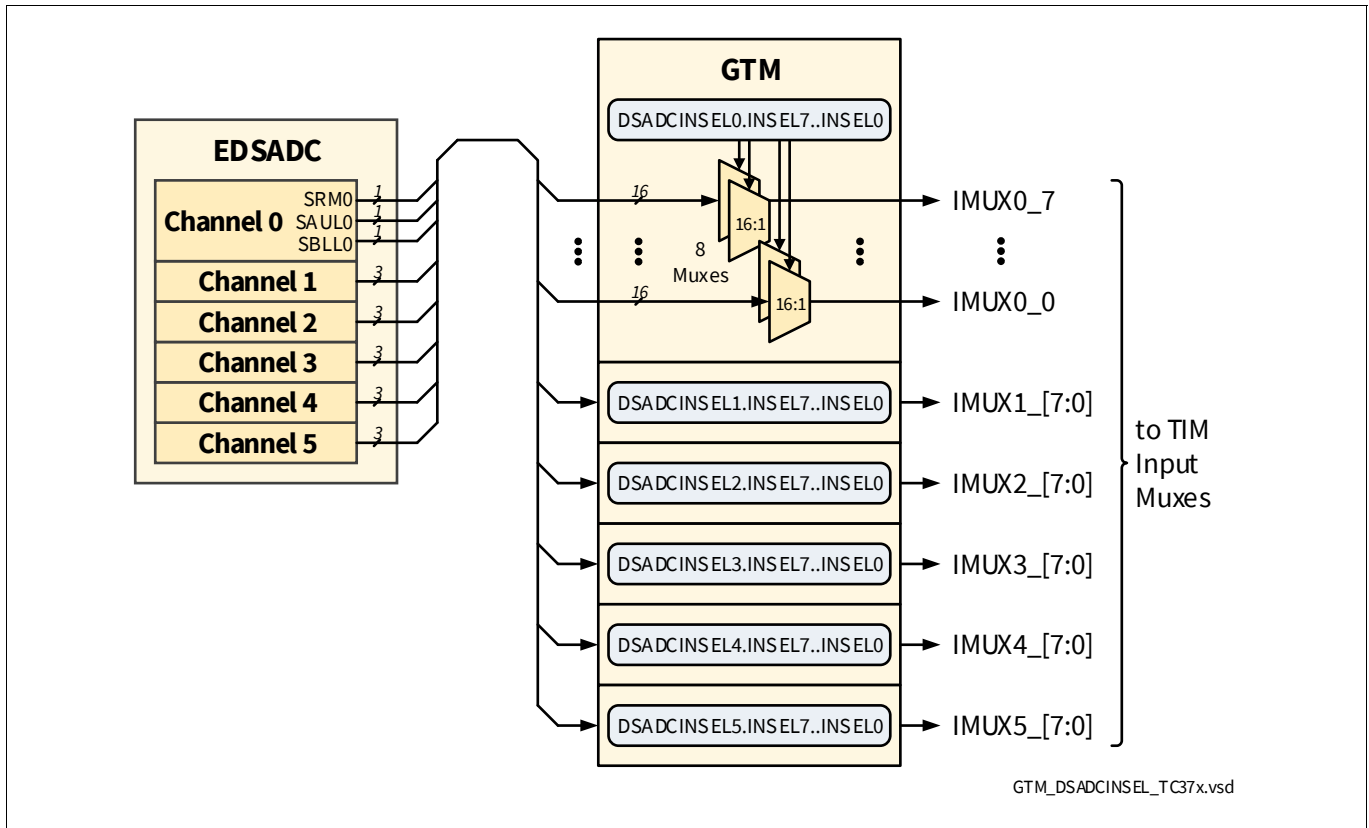 GTM
DSADCINSEL0.INSEL7..INSEL0
EDSADC
Channel 0
SRM0
1
SAUL0
1
SBLL0
1
Channel 1
3
Channel 2
3
Channel 3
3
Channel 4
3
Channel 5
3
16
16:1
IMUX0_7
8
Muxes
16
16:1
IMUX0_0
DSADCINSEL1.INSEL7..INSEL0
IMUX1_[7:0]
DSADCINSEL2.INSEL7..INSEL0
IMUX2_[7:0]
DSADCINSEL3.INSEL7..INSEL0
IMUX3_[7:0]
DSADCINSEL4.INSEL7..INSEL0
IMUX4_[7:0]
DSADCINSEL5.INSEL7..INSEL0
IMUX5_[7:0]
to TIM
Input
Muxes
GTM_DSADCINSEL_TC37x.vsd